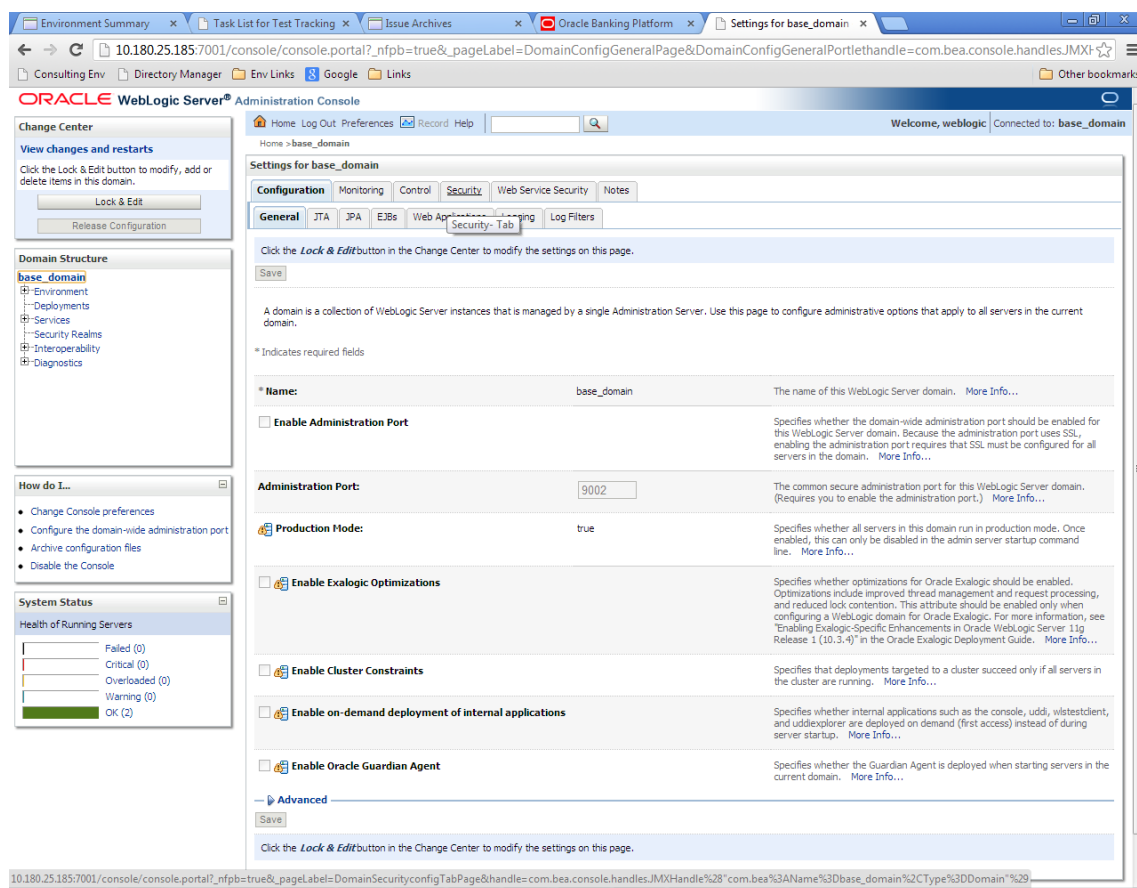 Environment Summary
Task List for Test Tracking
Issue Archives
Oracle Banking Platform
Settings for base_domain
10.180.25.185:7001/console/console.portal?_nfpb=true&_pageLabel=DomainConfigGeneralPage&DomainConfigGeneralPortlethandle=com.bea.console.handles.JMXH
Consulting Env
Directory Manager
Env Links
Google
Links
Other bookmarks
ORACLE WebLogic Server® Administration Console
Change Center
View changes and restarts
Click the Lock & Edit button to modify, add or
delete items in this domain.
Lock & Edit
Release Configuration
Domain Structure
base_domain
Environment
Deployments
Services
Security Realms
Interoperability
Diagnostics
How do I...
Change Console preferences
Configure the domain-wide administration port
Archive configuration files
Disable the Console
System Status
Health of Running Servers
Failed (0)
Critical (0)
Overloaded (0)
Warning (0)
OK (2)
Home Log Out Preferences Record Help
Welcome, weblogic
Connected to: base_domain
Home >base_domain
Settings for base_domain
Configuration Monitoring Control Security Web Service Security Notes
General JTA JPA EJBs Web Applications Logging Log Filters
Security- Tab
Click the Lock & Edit button in the Change Center to modify the settings on this page.
Save
A domain is a collection of WebLogic Server instances that is managed by a single Administration Server. Use this page to configure administrative options that apply to all servers in the current
domain.
* Indicates required fields
* Name:
base_domain
The name of this WebLogic Server domain. More Info...
Enable Administration Port
Specifies whether the domain-wide administration port should be enabled for
this WebLogic Server domain. Because the administration port uses SSL,
enabling the administration port requires that SSL must be configured for all
servers in the domain. More Info...
Administration Port:
9002
The common secure administration port for this WebLogic Server domain.
(Requires you to enable the administration port.) More Info...
Production Mode:
true
Specifies whether all servers in this domain run in production mode. Once
enabled, this can only be disabled in the admin server startup command
line. More Info...
Enable Exalogic Optimizations
Specifies whether optimizations for Oracle Exalogic should be enabled.
Optimizations include improved thread management and request processing,
and reduced lock contention. This attribute should be enabled only when
configuring a WebLogic domain for Oracle Exalogic. For more information, see
"Enabling Exalogic-Specific Enhancements in Oracle WebLogic Server 11g
Release 1 (10.3.4)" in the Oracle Exalogic Deployment Guide. More Info...
Enable Cluster Constraints
Specifies that deployments targeted to a cluster succeed only if all servers in
the cluster are running. More Info...
Enable on-demand deployment of internal applications
Specifies whether internal applications such as the console, uddi, wlstestclient,
and uddiexplorer are deployed on demand (first access) instead of during
server startup. More Info...
Enable Oracle Guardian Agent
Specifies whether the Guardian Agent is deployed when starting servers in the
current domain. More Info...
Advanced
Save
Click the Lock & Edit button in the Change Center to modify the settings on this page.
10.180.25.185:7001/console/console.portal?_nfpb=true&_pageLabel=DomainSecurityconfigTabPage&handle=com.bea.console.handles.JMXHandle%28"com.bea%3AName%3Dbase_domain%2CType%3DDomain"%29